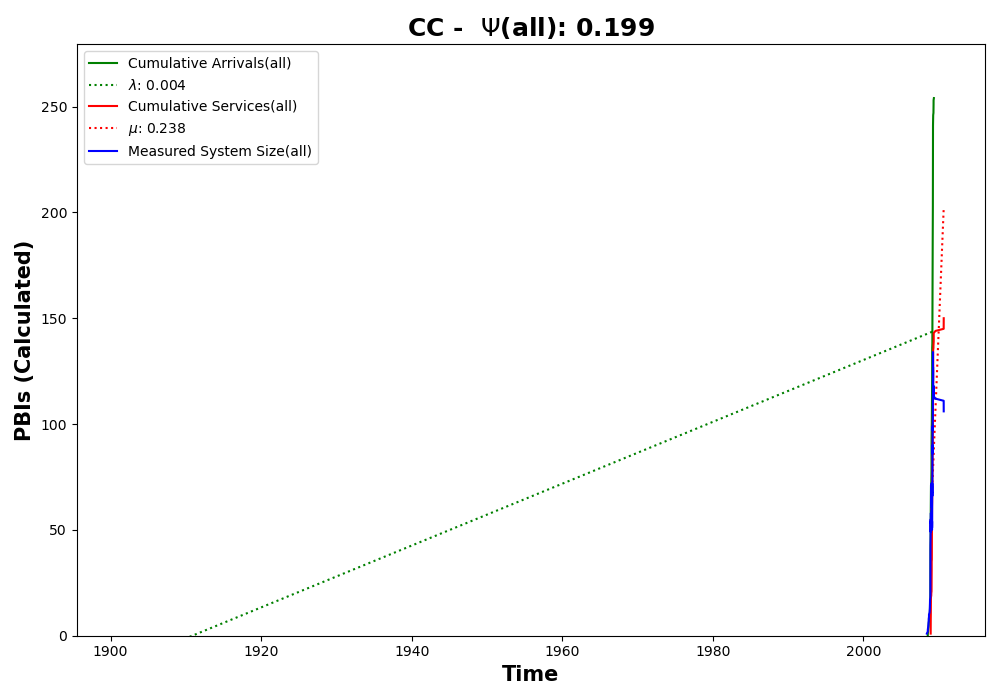 CC -  Ψ(all): 0.199
Cumulative Arrivals(all)
λ: 0.004
Cumulative Services(all)
μ: 0.238
Measured System Size(all)
PBIs (Calculated)
250
200
150
100
50
0
1900 1920 1940 1960 1980 2000
Time